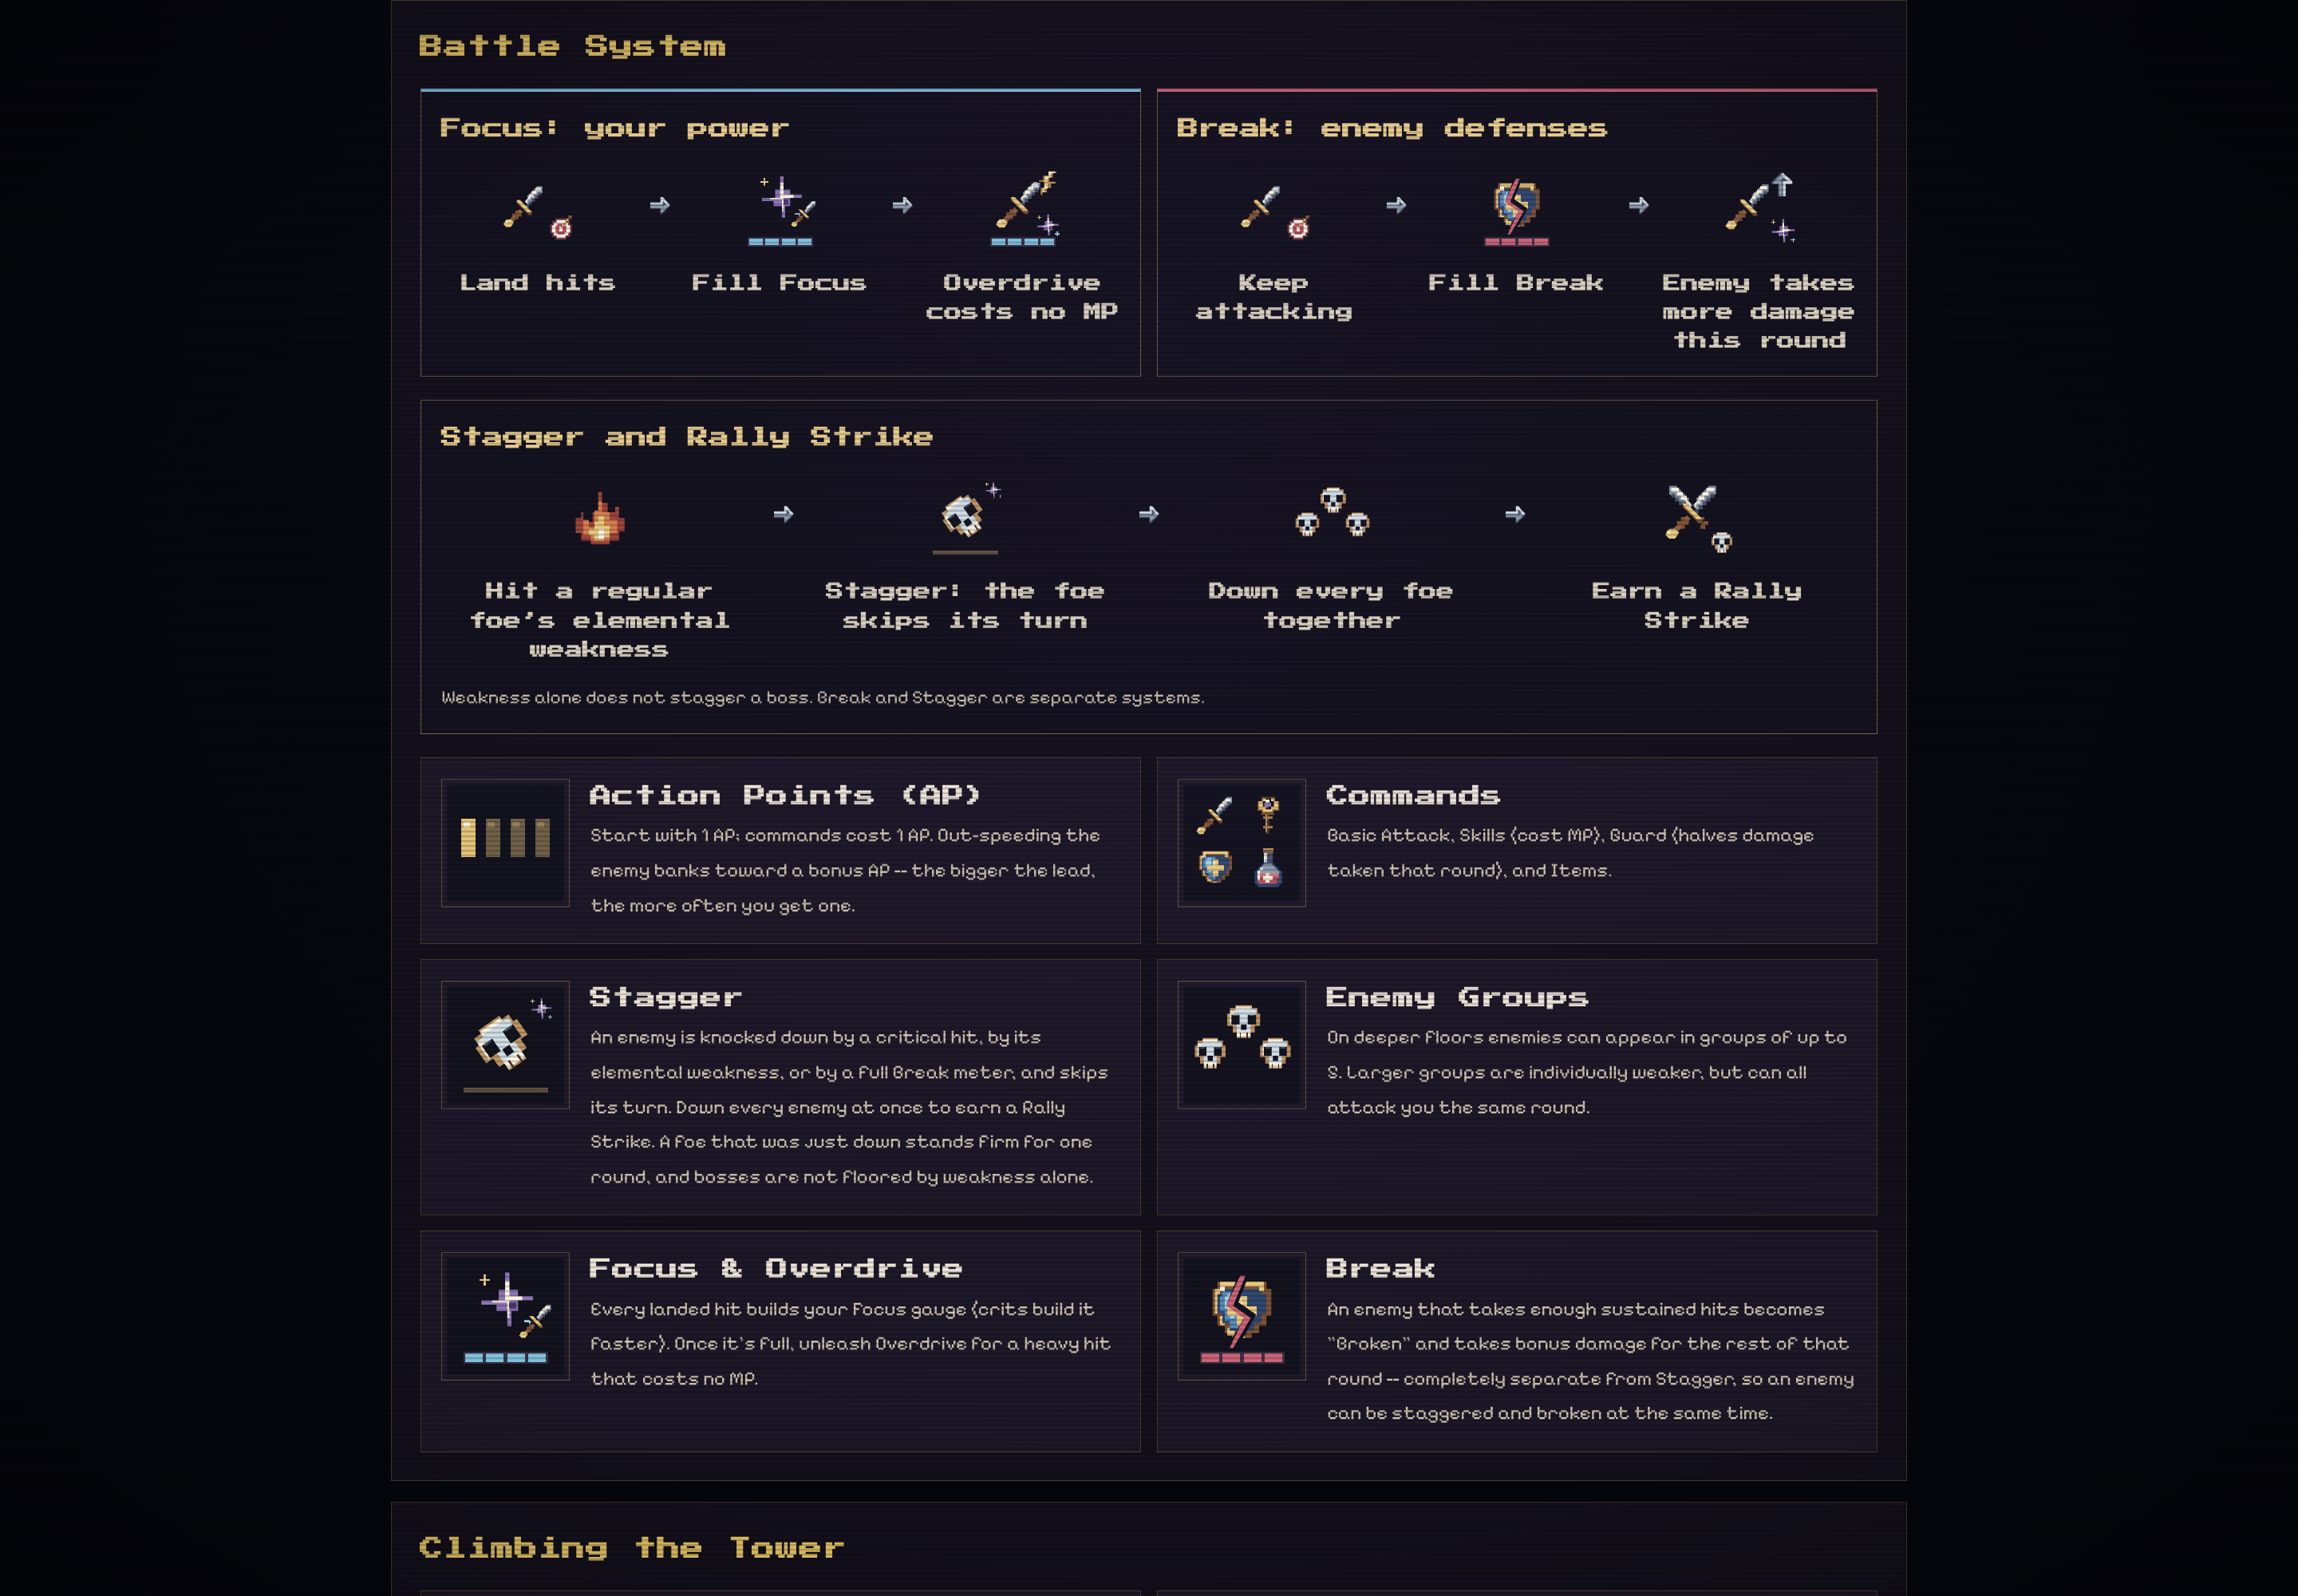 Battle System
Focus: your power
Land hits
Fill Focus
Overdrive
costs no MP
Break: enemy defenses
Keep
attacking
Fill Break
Enemy takes
more damage
this round
Stagger and Rally Strike
Hit a regular
foe's elemental
weakness
Stagger: the foe
skips its turn
Down every foe
together
Earn a Rally
Strike
Weakness alone does not stagger a boss. Break and Stagger are separate systems.
Action Points (AP)
Start with 1 AP; commands cost 1 AP. Out-speeding the
enemy banks toward a bonus AP -- the bigger the lead,
the more often you get one.
Commands
Basic Attack, Skills (cost MP), Guard (halves damage
taken that round), and Items.
Stagger
An enemy is knocked down by a critical hit, by its
elemental weakness, or by a full Break meter, and skips
its turn. Down every enemy at once to earn a Rally
Strike. A foe that was just down stands firm for one
round, and bosses are not floored by weakness alone.
Enemy Groups
On deeper floors enemies can appear in groups of up to
Larger groups are individually weaker, but can all
attack you the same round.
Focus & Overdrive
Every landed hit builds your Focus gauge (crits build it
faster). Once it's full, unleash Overdrive for a heavy hit
that costs no MP.
Break
An enemy that takes enough sustained hits becomes
"Broken" and takes bonus damage for the rest of that
round -- completely separate from Stagger, so an enemy
can be staggered and broken at the same time.
Climbing the Tower